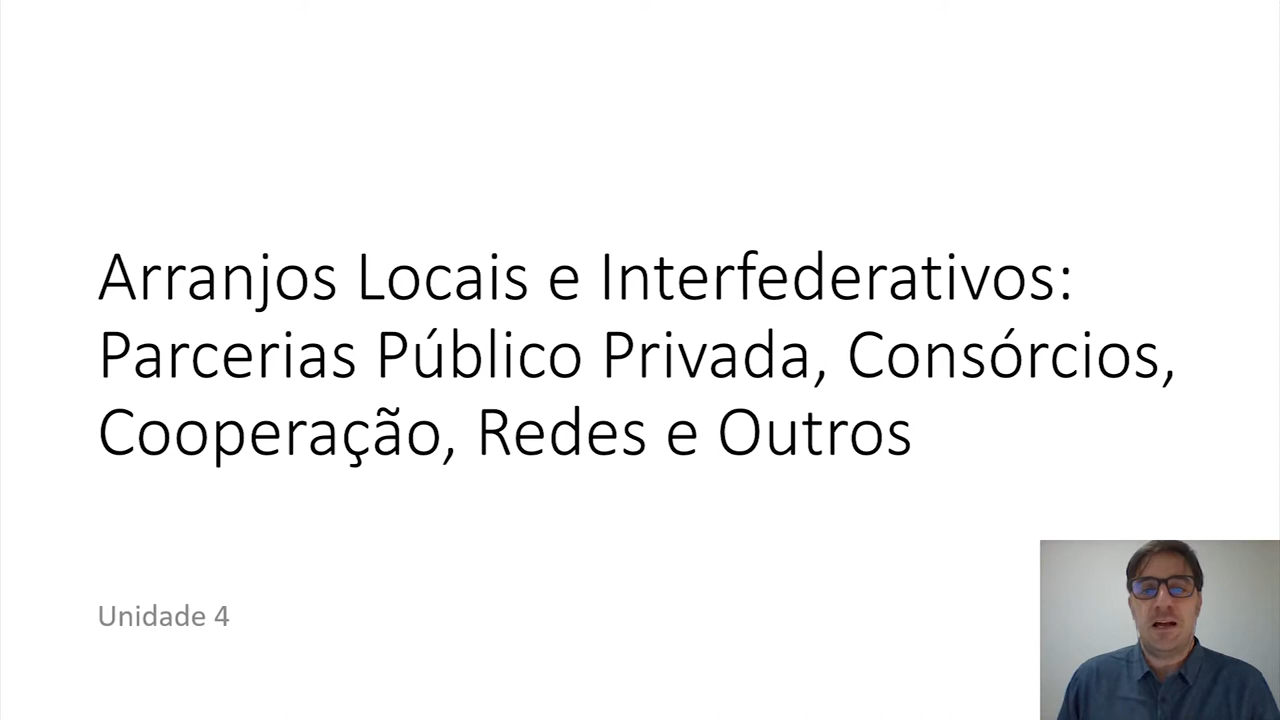 Arranjos Locais e Interfederativos:
Parcerias Público Privada, Consórcios,
Cooperação, Redes e Outros
Unidade 4